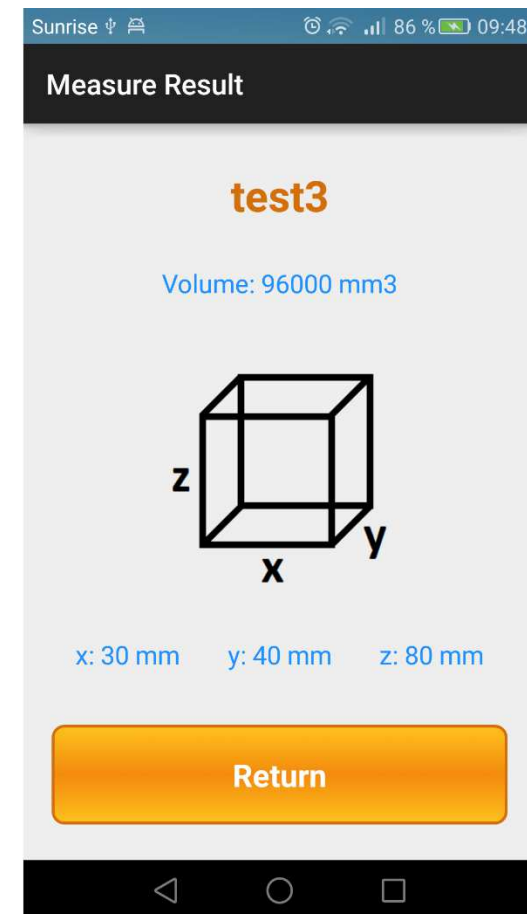 Sunrise 86 % 09:48
Measure Result
test3
Volume: 96000 mm3
z
y
x
x: 30 mm y: 40 mm z: 80 mm
Return